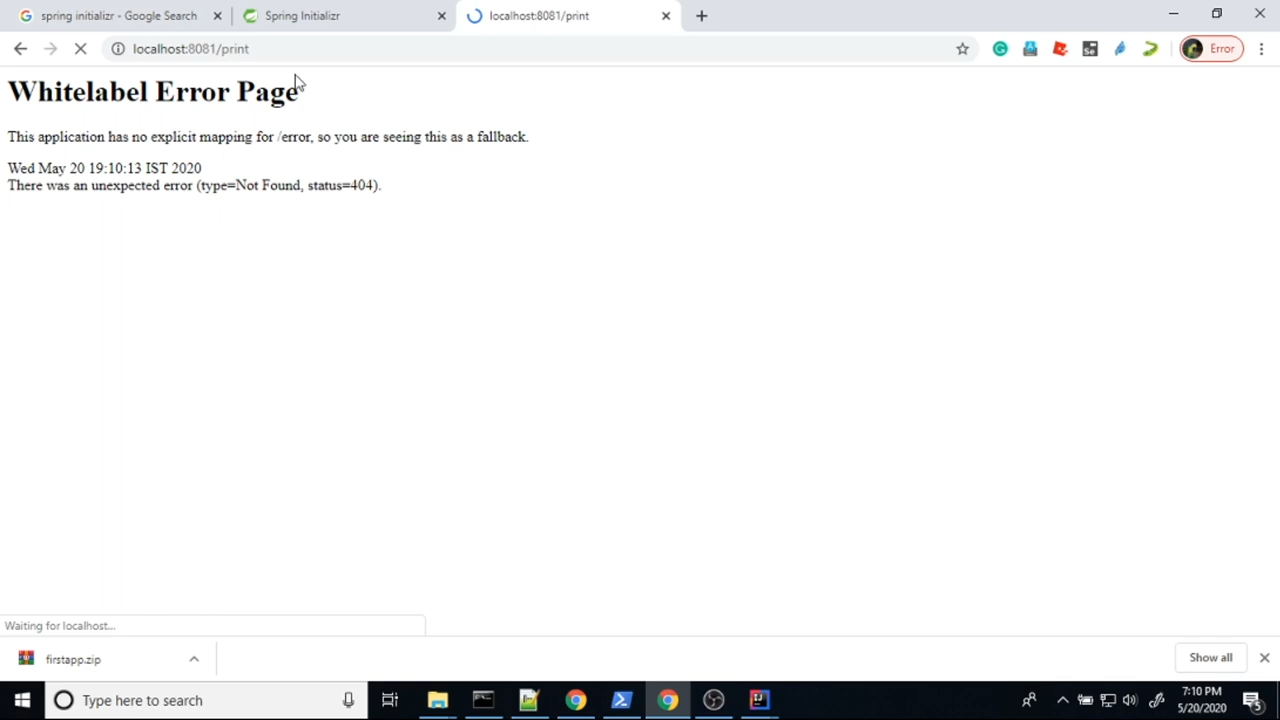 spring initializr - Google Search
Spring Initializr
localhost:8081/print
localhost:8081/print
Se
Error
Whitelabel Error Page
This application has no explicit mapping for /error, so you are seeing this as a fallback.
Wed May 20 19:10:13 IST 2020
There was an unexpected error (type=Not Found, status=404).
Waiting for localhost...
firstapp.zip
Show all
Type here to search
7:10 PM
5/20/2020
5